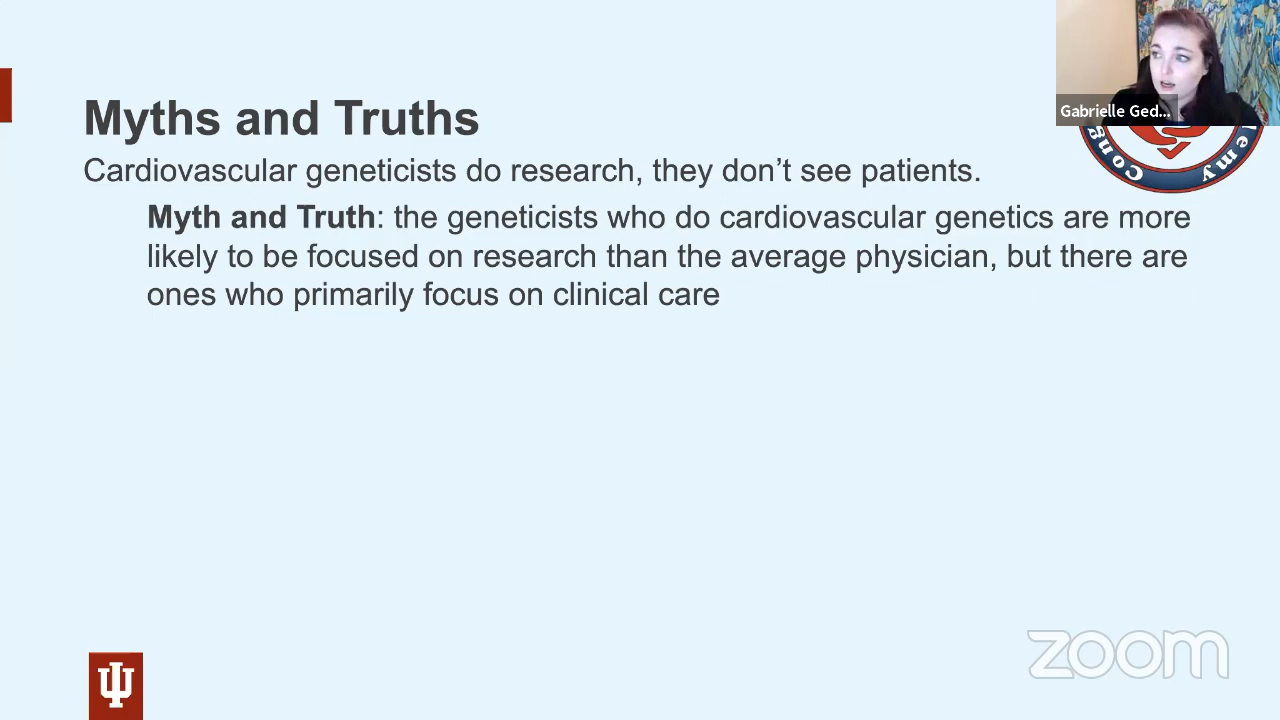 Gabrielle Ged...
Myths and Truths
Cardiovascular geneticists do research, they don’t see patients.
Myth and Truth: the geneticists who do cardiovascular genetics are more
likely to be focused on research than the average physician, but there are
ones who primarily focus on clinical care
Cong
emy
zoom